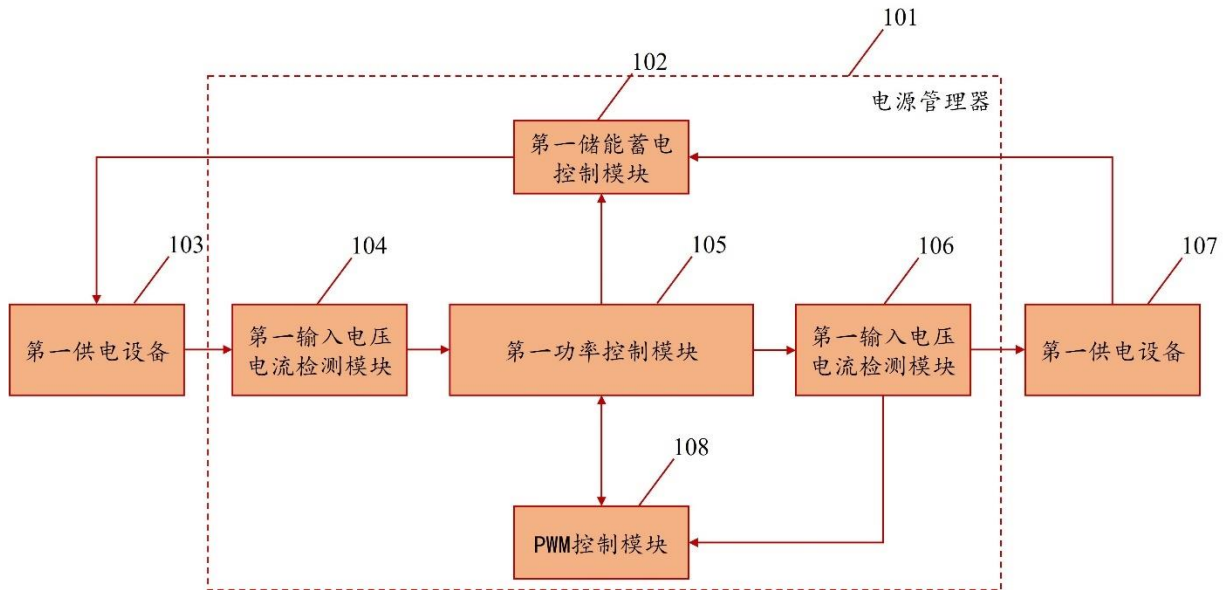 101
102
电源管理器
第一储能蓄电
控制模块
103
104
105
106
107
第一供电设备
第一输入电压
电流检测模块
第一功率控制模块
第一输入电压
电流检测模块
第一供电设备
108
PWM控制模块